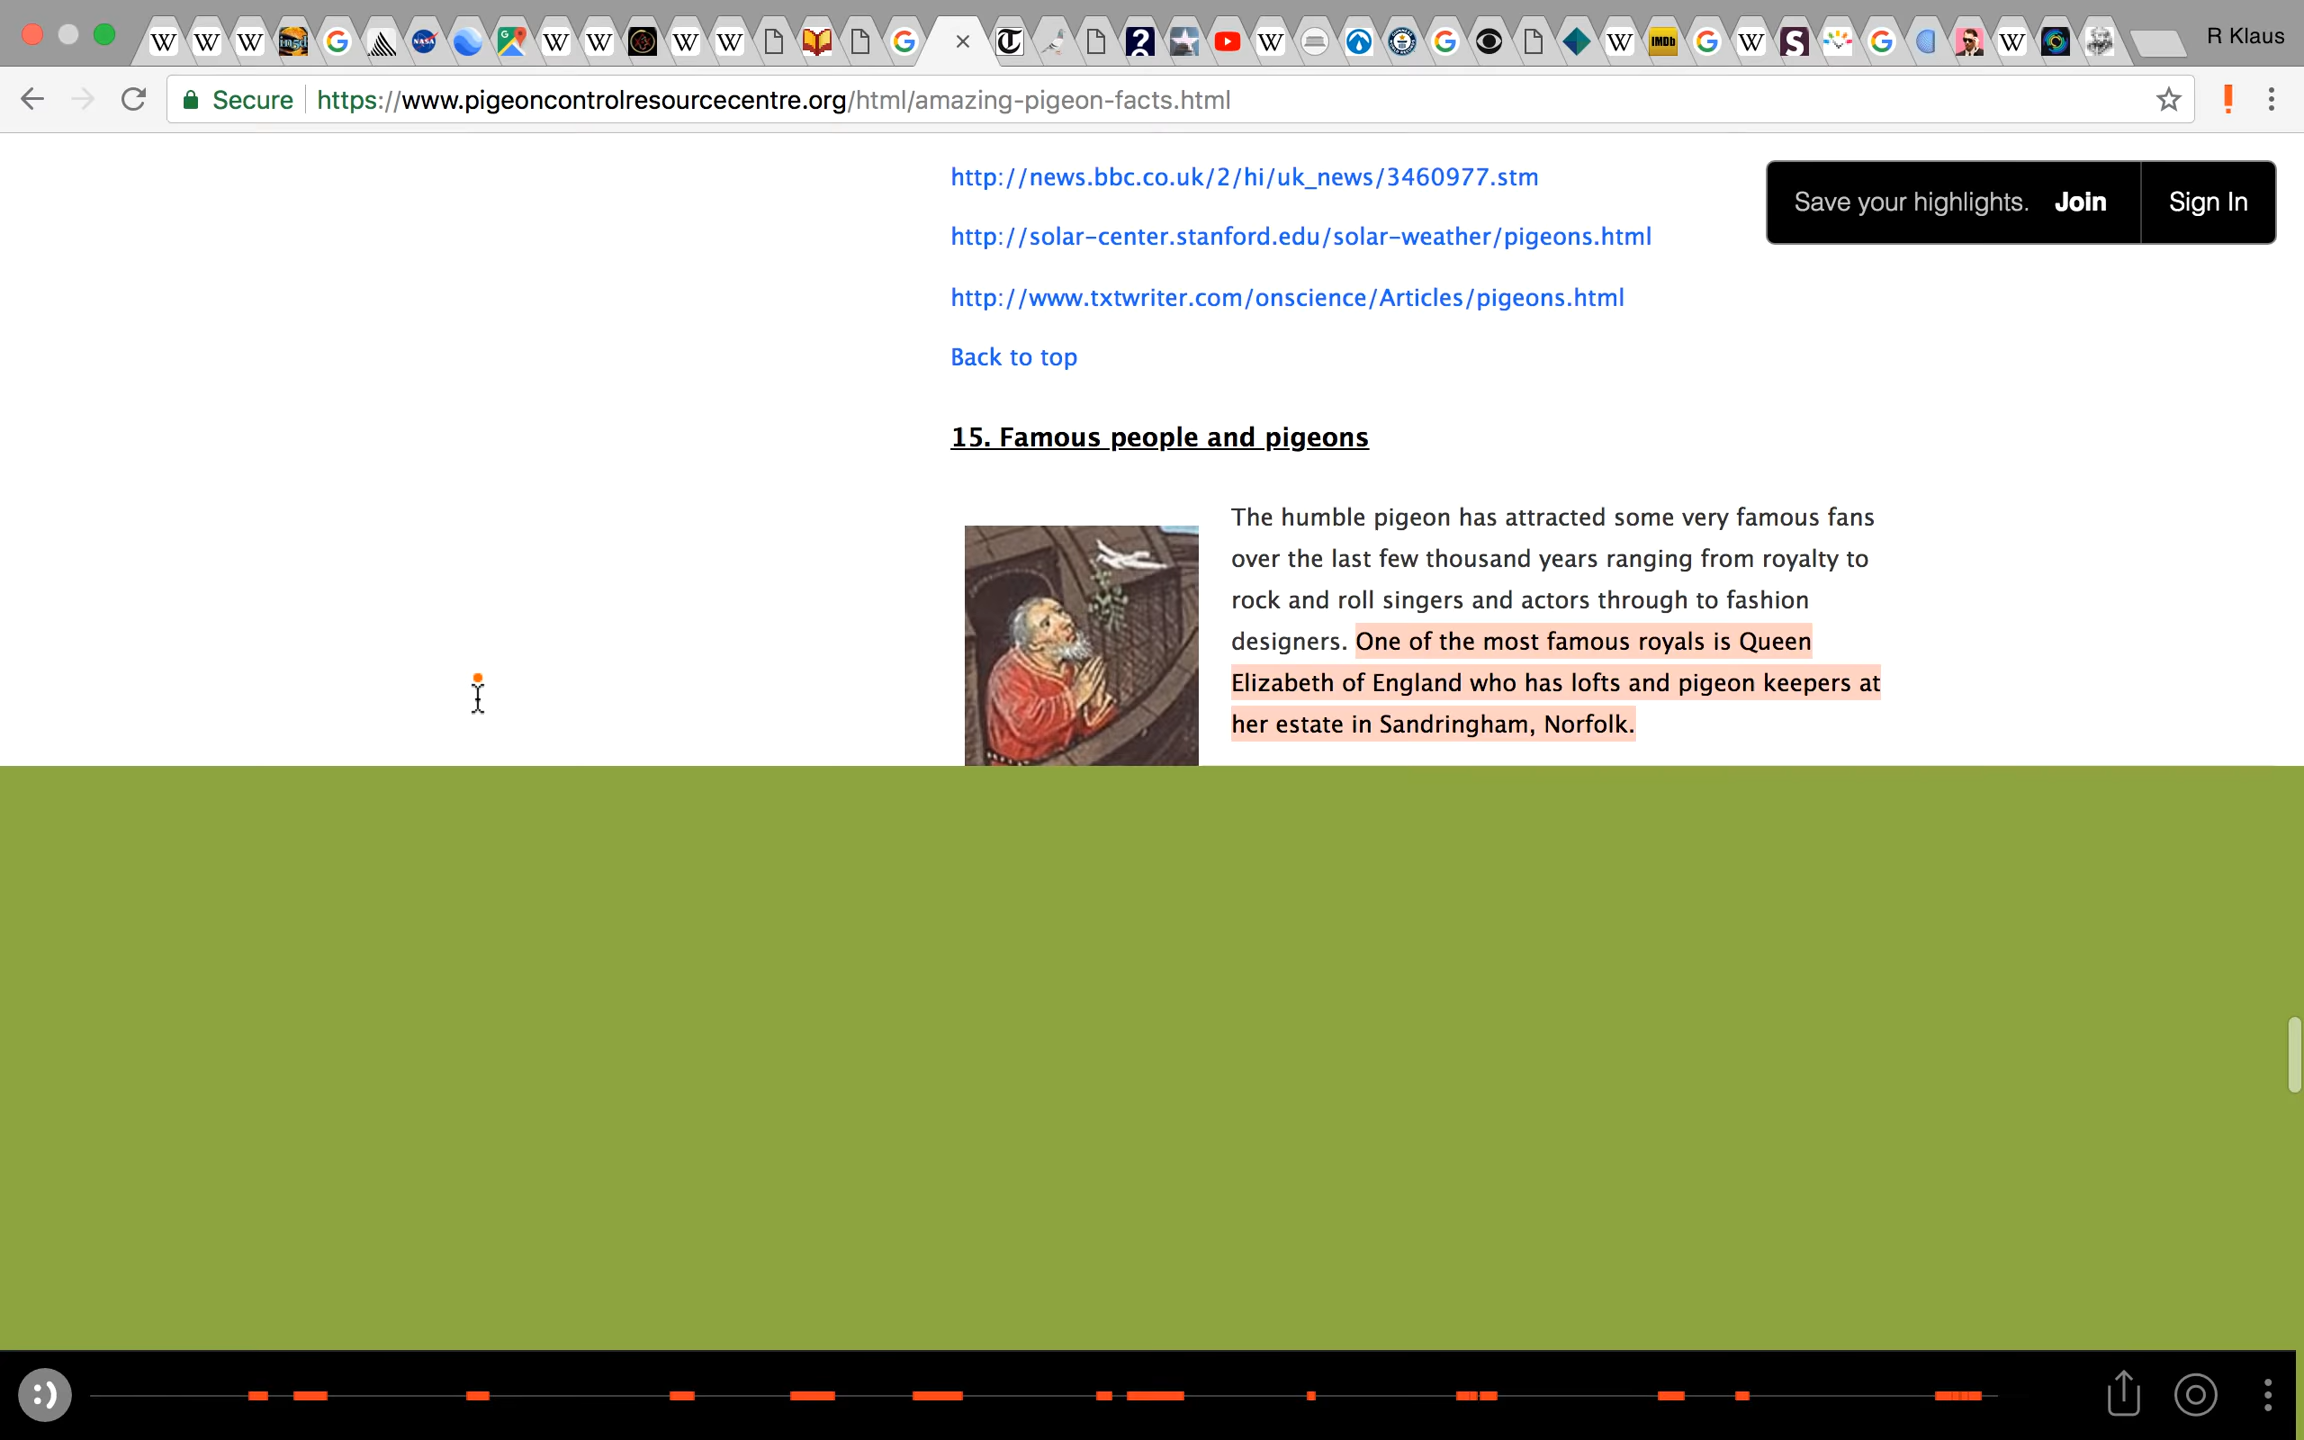 R Klaus
Secure https://www.pigeoncontrolresourcecentre.org/html/amazing-pigeon-facts.html
http://news.bbc.co.uk/2/hi/uk_news/3460977.stm
Save your highlights. Join Sign In
http://solar-center.stanford.edu/solar-weather/pigeons.html
http://www.txtwriter.com/onscience/Articles/pigeons.html
Back to top
15. Famous people and pigeons
The humble pigeon has attracted some very famous fans
over the last few thousand years ranging from royalty to
rock and roll singers and actors through to fashion
designers. One of the most famous royals is Queen
Elizabeth of England who has lofts and pigeon keepers at
her estate in Sandringham, Norfolk.
:)